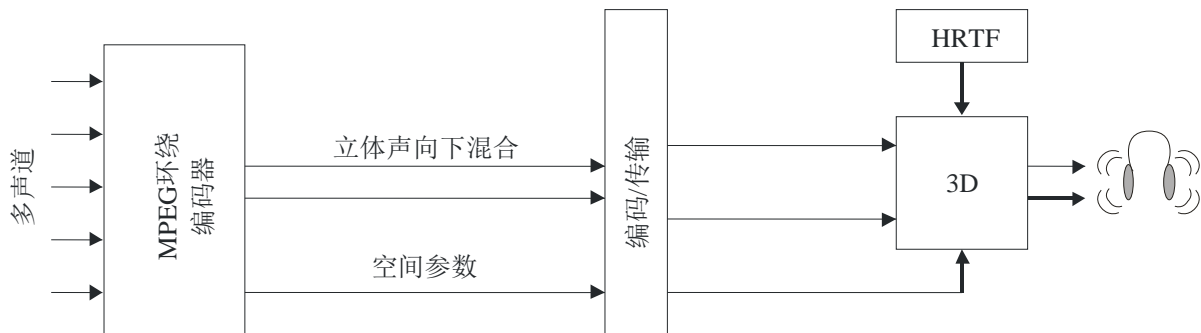 多声道
MPEG环绕
编码器
立体声向下混合
空间参数
编码/传输
HRTF
3D